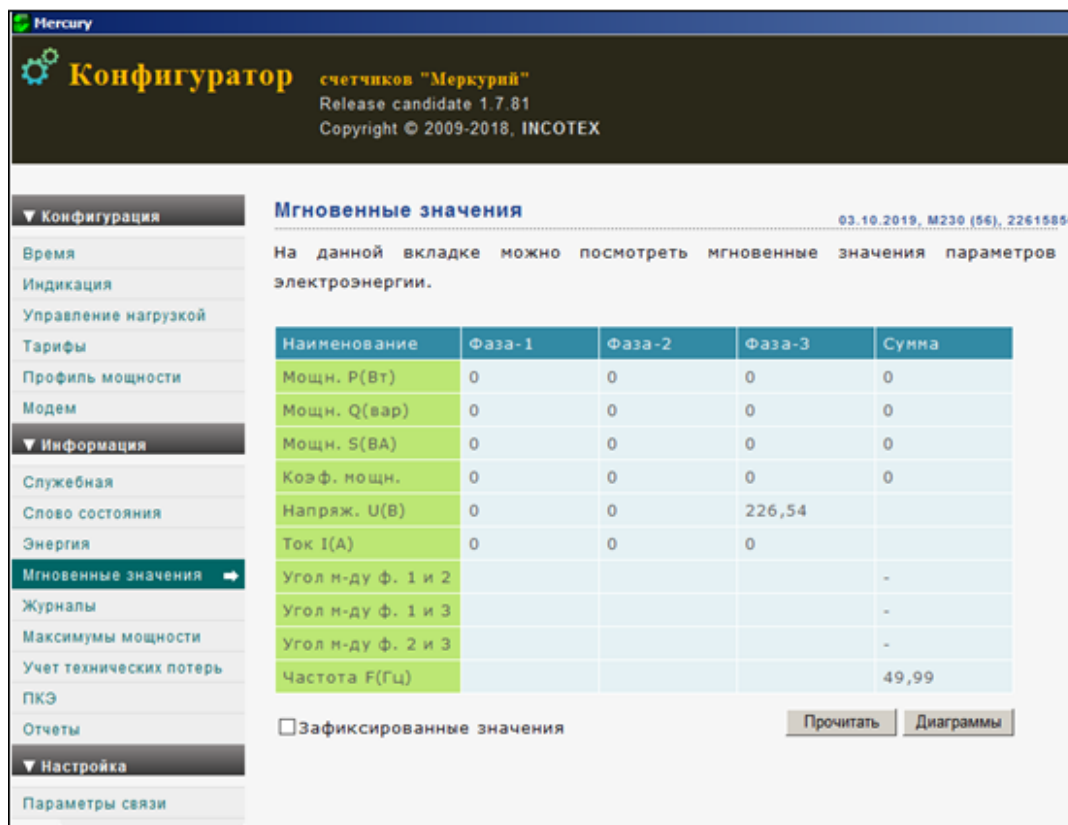 Mercury
Конфигуратор счетчиков "Меркурий"
Release candidate 1.7.81
Copyright © 2009-2018, INCOTEX
▼ Конфигурация
Время
Индикация
Управление нагрузкой
Тарифы
Профиль мощности
Модем
▼ Информация
Служебная
Слово состояния
Энергия
Мгновенные значения
Журналы
Максимумы мощности
Учет технических потерь
ПКЭ
Отчеты
▼ Настройка
Параметры связи
Мгновенные значения
03.10.2019, M230 (56), 2261585
На данной вкладке можно посмотреть мгновенные значения параметров
электроэнергии.
Наименование Фаза-1 Фаза-2 Фаза-3 Сумма
Мощн. P(Вт) 0 0 0 0
Мощн. Q(вар) 0 0 0 0
Мощн. S(ВА) 0 0 0 0
Коэф. мощн. 0 0 0 0
Напряж. U(В) 0 0 226,54
Ток I(А) 0 0 0
Угол м-ду ф. 1 и 2 -
Угол м-ду ф. 1 и 3 -
Угол м-ду ф. 2 и 3 -
Частота F(Гц) 49,99
Зафиксированные значения
Прочитать Диаграммы